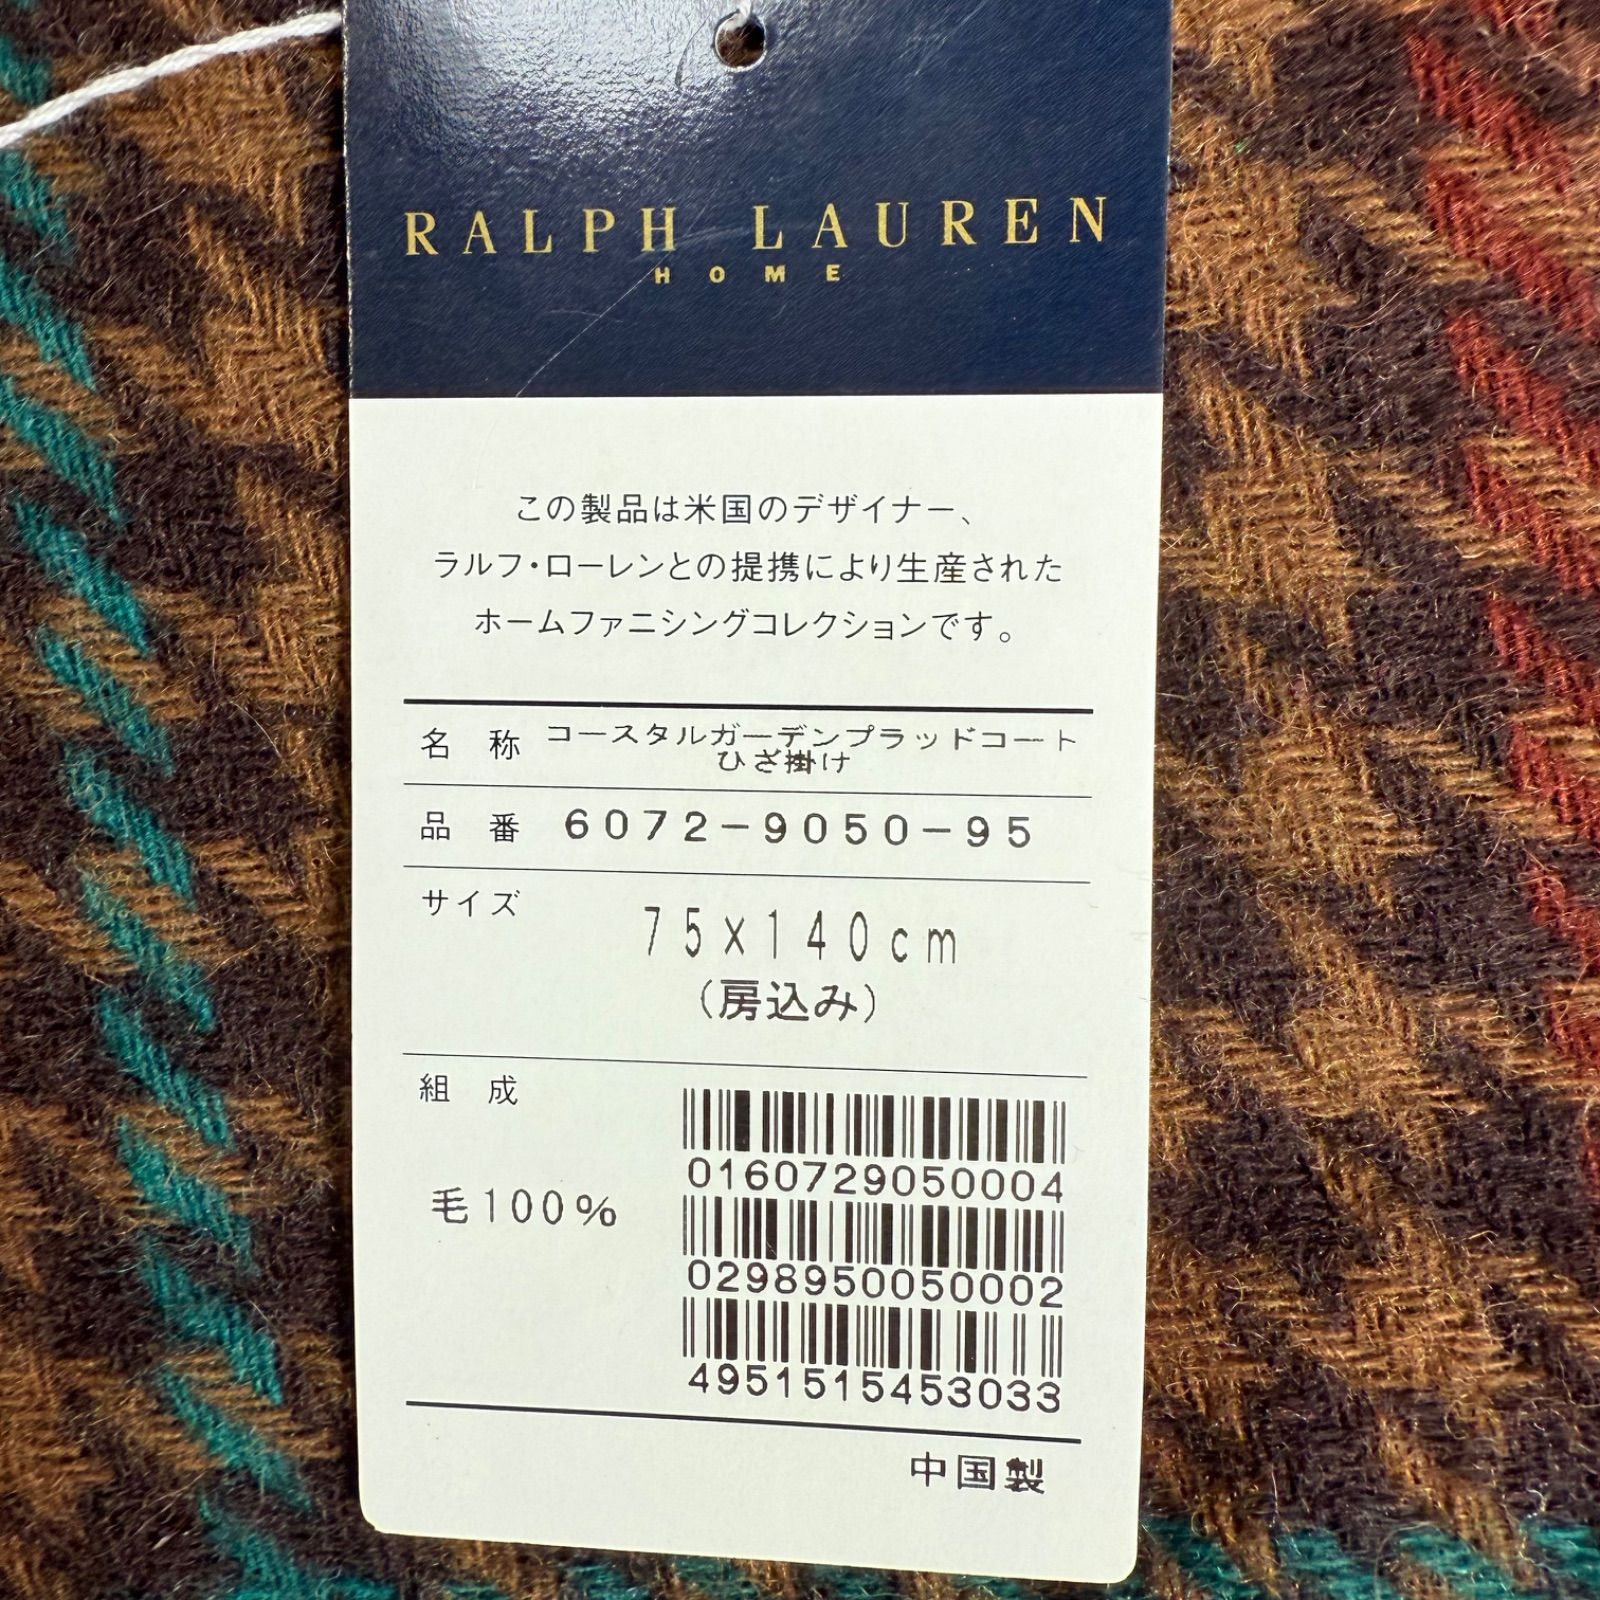 RALPH LAUREN
HOME
この製品は米国のデザイナー、
ラルフ・ローレンとの提携により生産された
ホームファニシングコレクションです。
名 称 コースタルガーデンプラッドコート
ひざ掛け
品 番 6072-9050-95
サイズ
75×140cm
(房込み)
組 成
毛100%
0160729050004
0298950050002
4951515453033
中国製